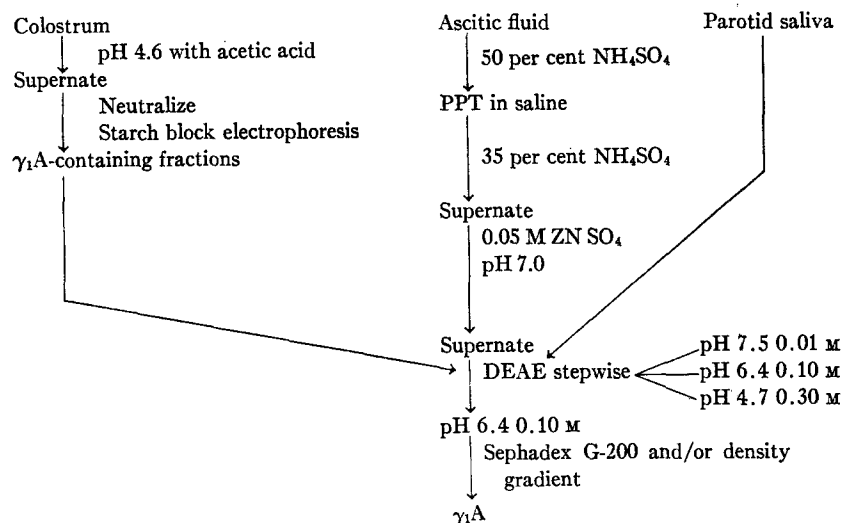 Colostrum
pH 4.6 with acetic acid
Supernate
Neutralize
Starch block electrophoresis
γ₁A-containing fractions
Ascitic fluid
50 per cent NH₄SO₄
PPT in saline
35 per cent NH₄SO₄
Supernate
0.05 M ZN SO₄
pH 7.0
Supernate
Parotid saliva
DEAE stepwise
pH 7.5 0.01 M
pH 6.4 0.10 M
pH 4.7 0.30 M
pH 6.4 0.10 M
Sephadex G-200 and/or density
gradient
γ₁A